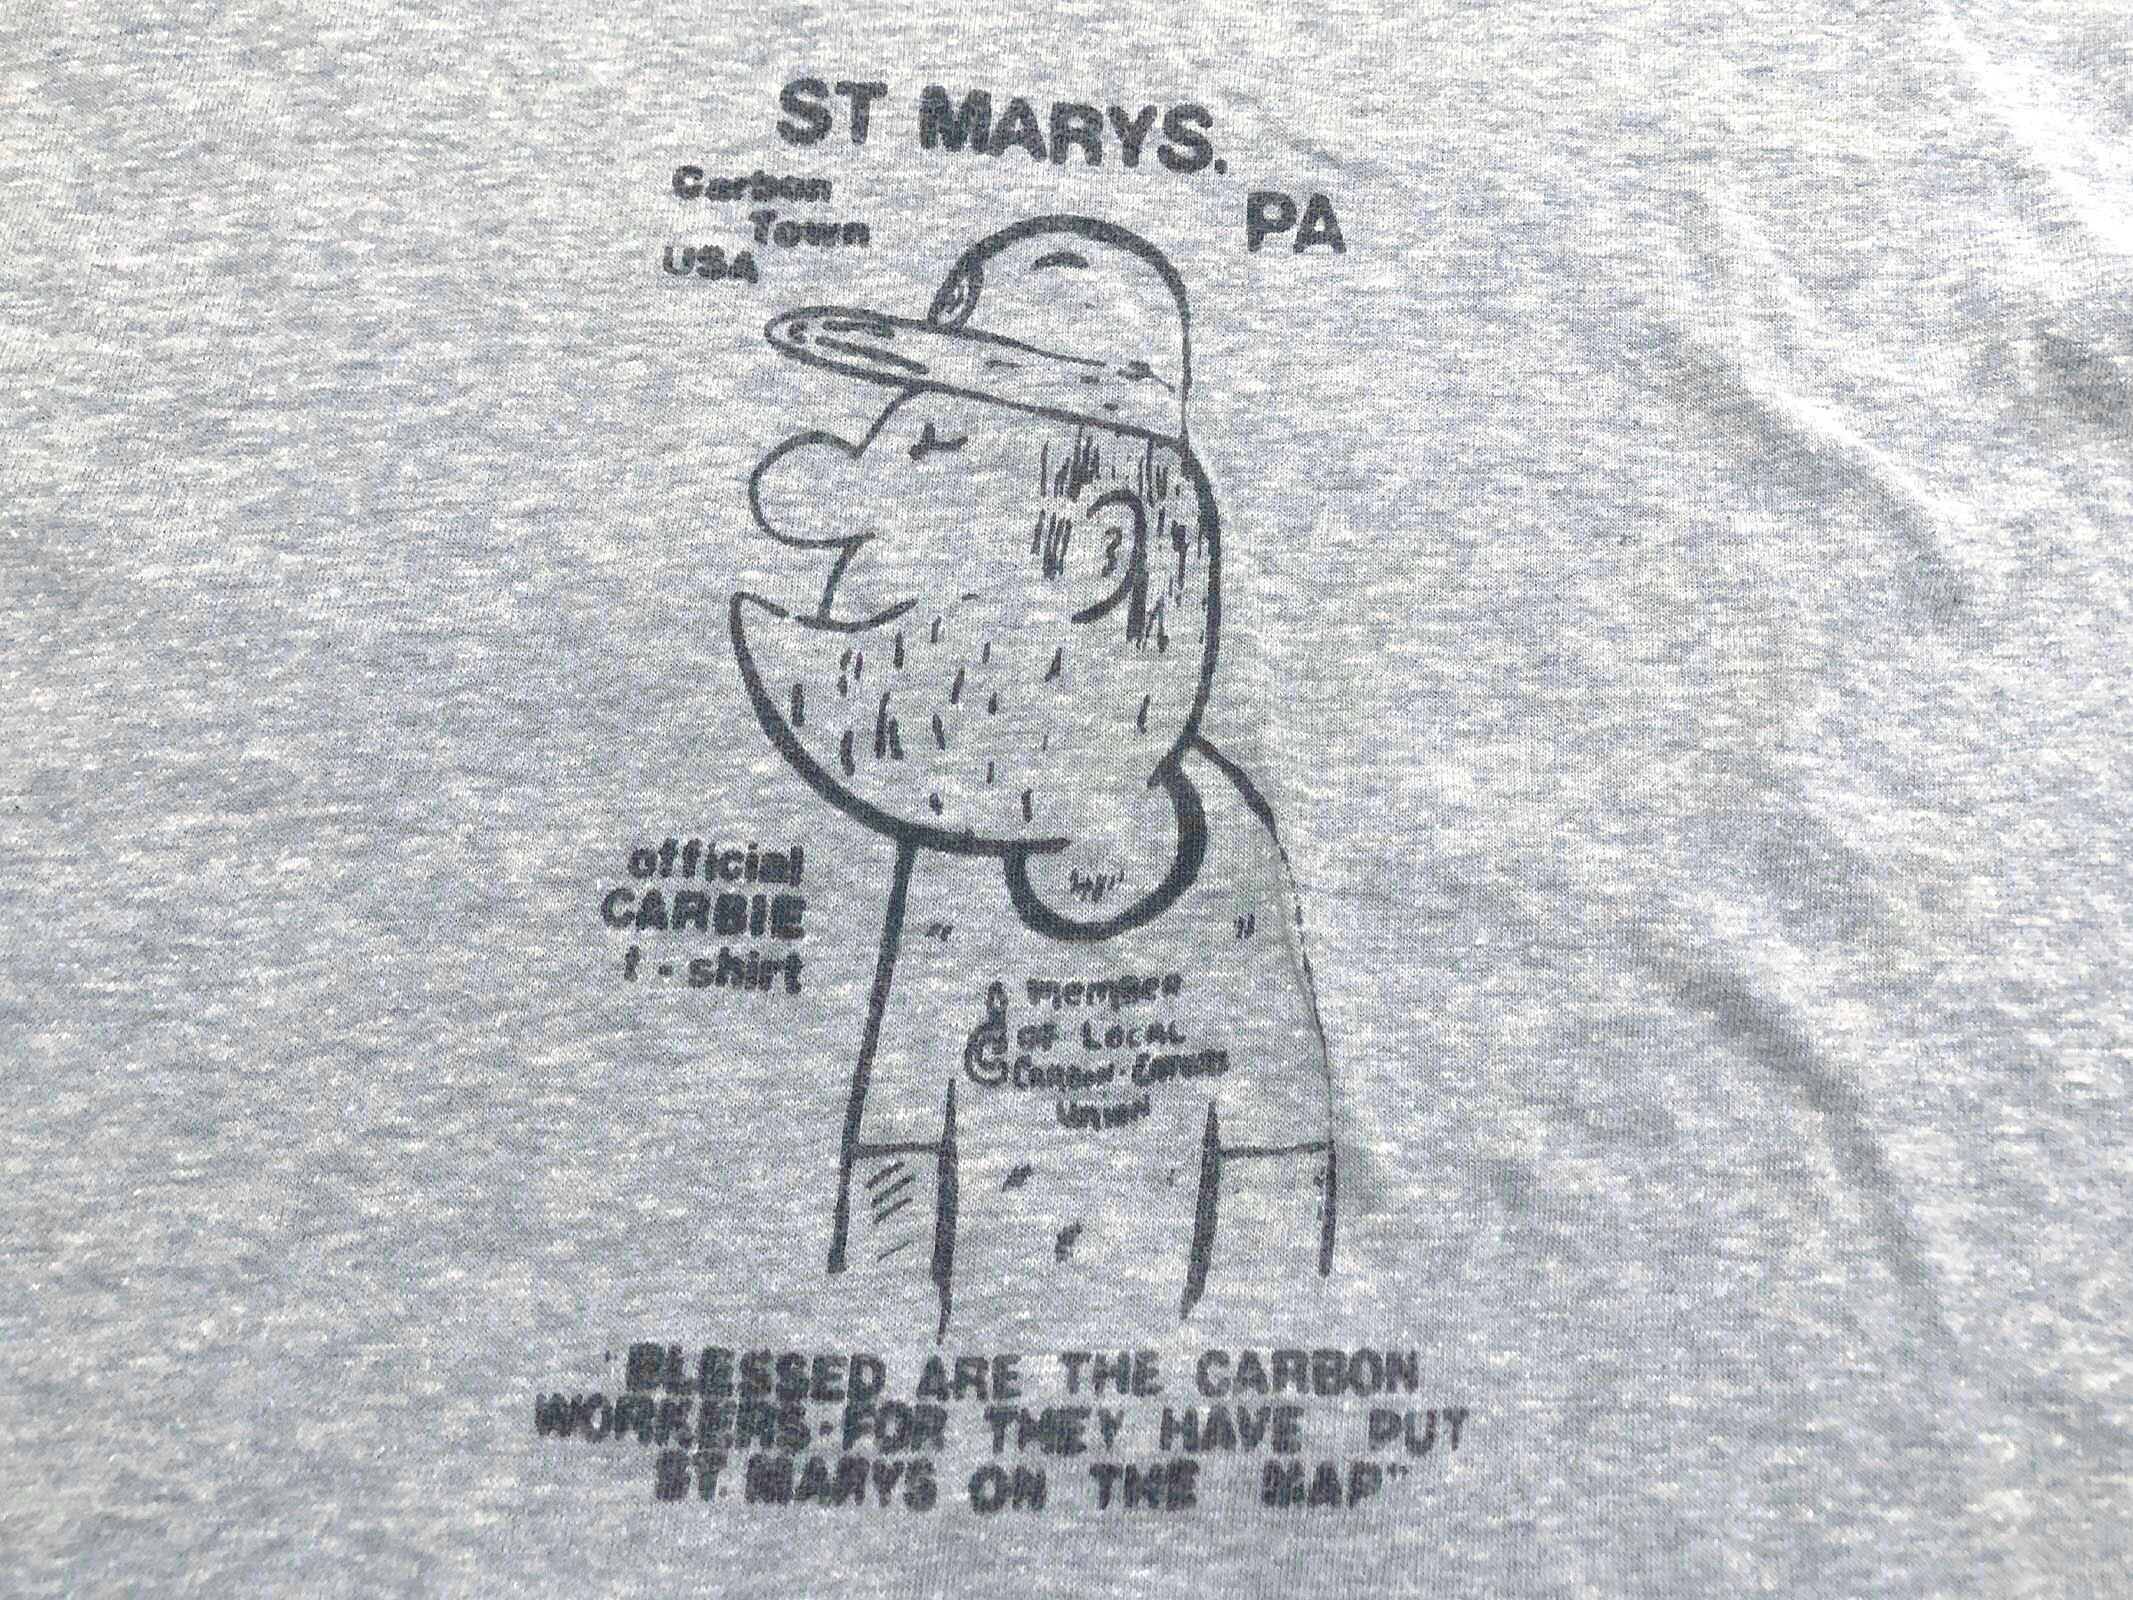 ST MARYS.
PA
Carbon
Town
USA
official
CARBIE
t-shirt
A member
OF LOCAL
Carbon-
Union
"BLESSED ARE THE CARBON
WORKERS-FOR THEY HAVE PUT
ST. MARYS ON THE MAP"